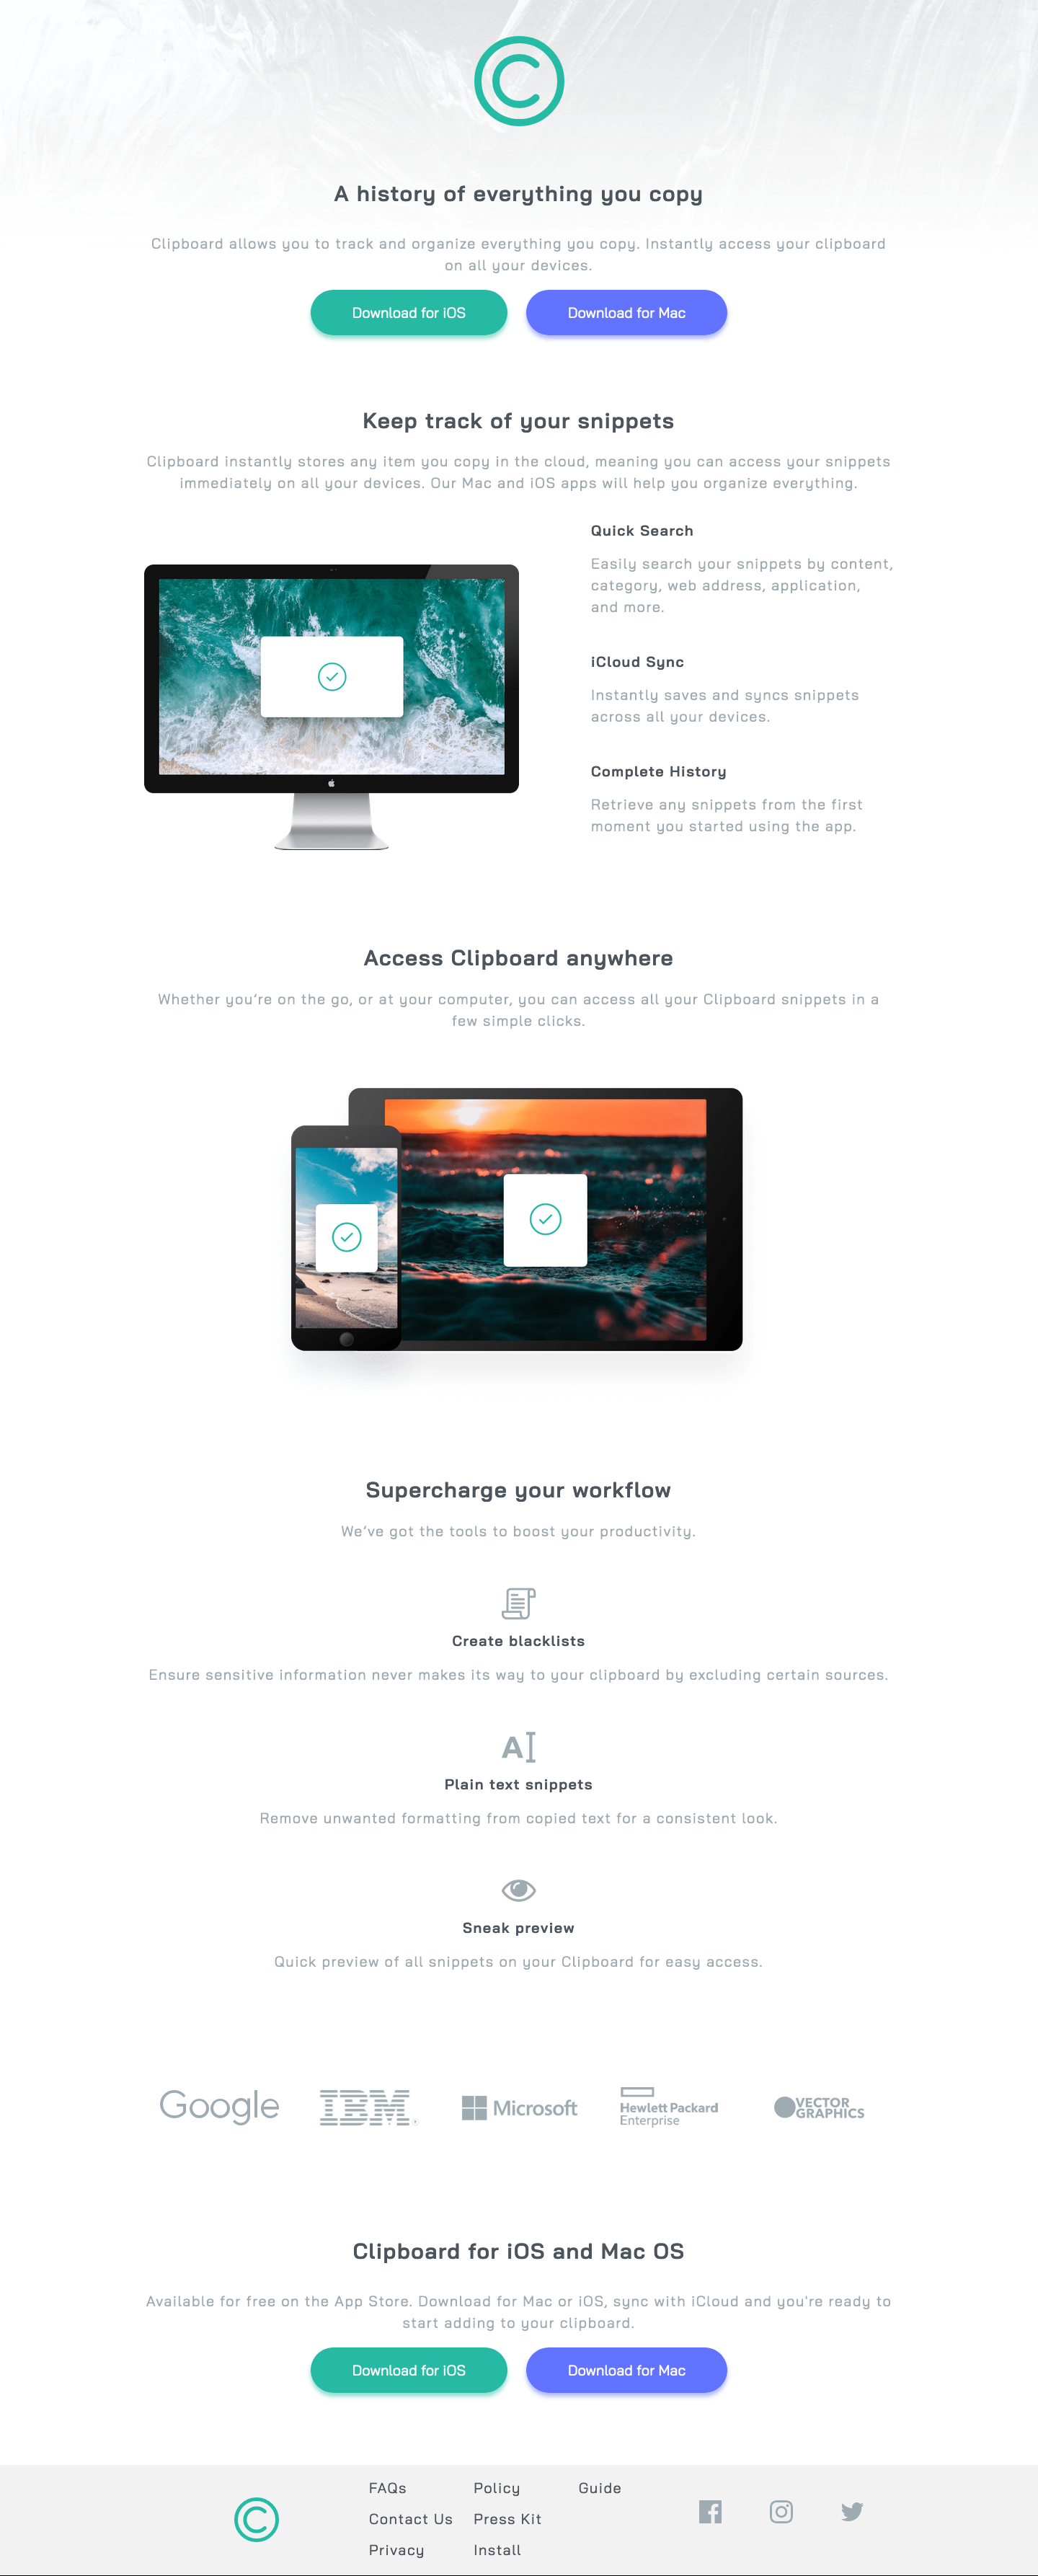 A history of everything you copy
Clipboard allows you to track and organize everything you copy. Instantly access your clipboard
on all your devices.
Download for iOS
Download for Mac
Keep track of your snippets
Clipboard instantly stores any item you copy in the cloud, meaning you can access your snippets
immediately on all your devices. Our Mac and iOS apps will help you organize everything.
Quick Search
Easily search your snippets by content,
category, web address, application,
and more.
iCloud Sync
Instantly saves and syncs snippets
across all your devices.
Complete History
Retrieve any snippets from the first
moment you started using the app.
Access Clipboard anywhere
Whether you’re on the go, or at your computer, you can access all your Clipboard snippets in a
few simple clicks.
Supercharge your workflow
We’ve got the tools to boost your productivity.
Create blacklists
Ensure sensitive information never makes its way to your clipboard by excluding certain sources.
A
Plain text snippets
Remove unwanted formatting from copied text for a consistent look.
Sneak preview
Quick preview of all snippets on your Clipboard for easy access.
Google
IBM
Microsoft
Hewlett Packard
Enterprise
VECTOR
GRAPHICS
Clipboard for iOS and Mac OS
Available for free on the App Store. Download for Mac or iOS, sync with iCloud and you're ready to
start adding to your clipboard.
Download for iOS
Download for Mac
FAQs
Contact Us
Privacy
Policy
Press Kit
Install
Guide